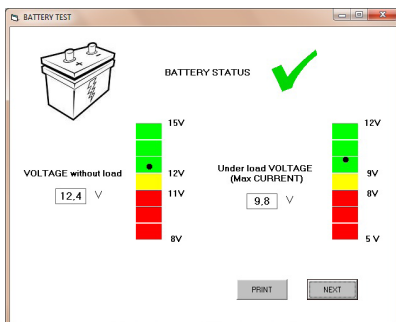 BATTERY TEST
BATTERY STATUS
15V
12V
VOLTAGE without load
12V
11V
12,4 V
8V
Under load VOLTAGE
(Max CURRENT)
9V
8V
9,8 V
5 V
PRINT
NEXT